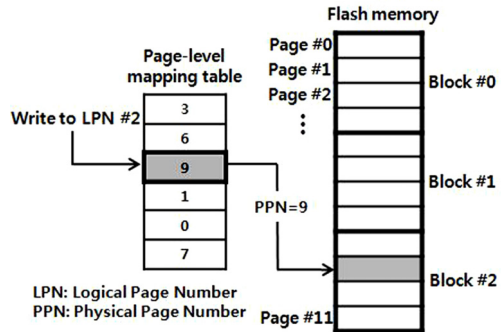 Flash memory
Page-level
mapping table
Page #0
Page #1
Page #2
Block #0
Write to LPN #2
3
6
9
1
0
7
Block #1
PPN=9
Block #2
Page #11
LPN: Logical Page Number
PPN: Physical Page Number